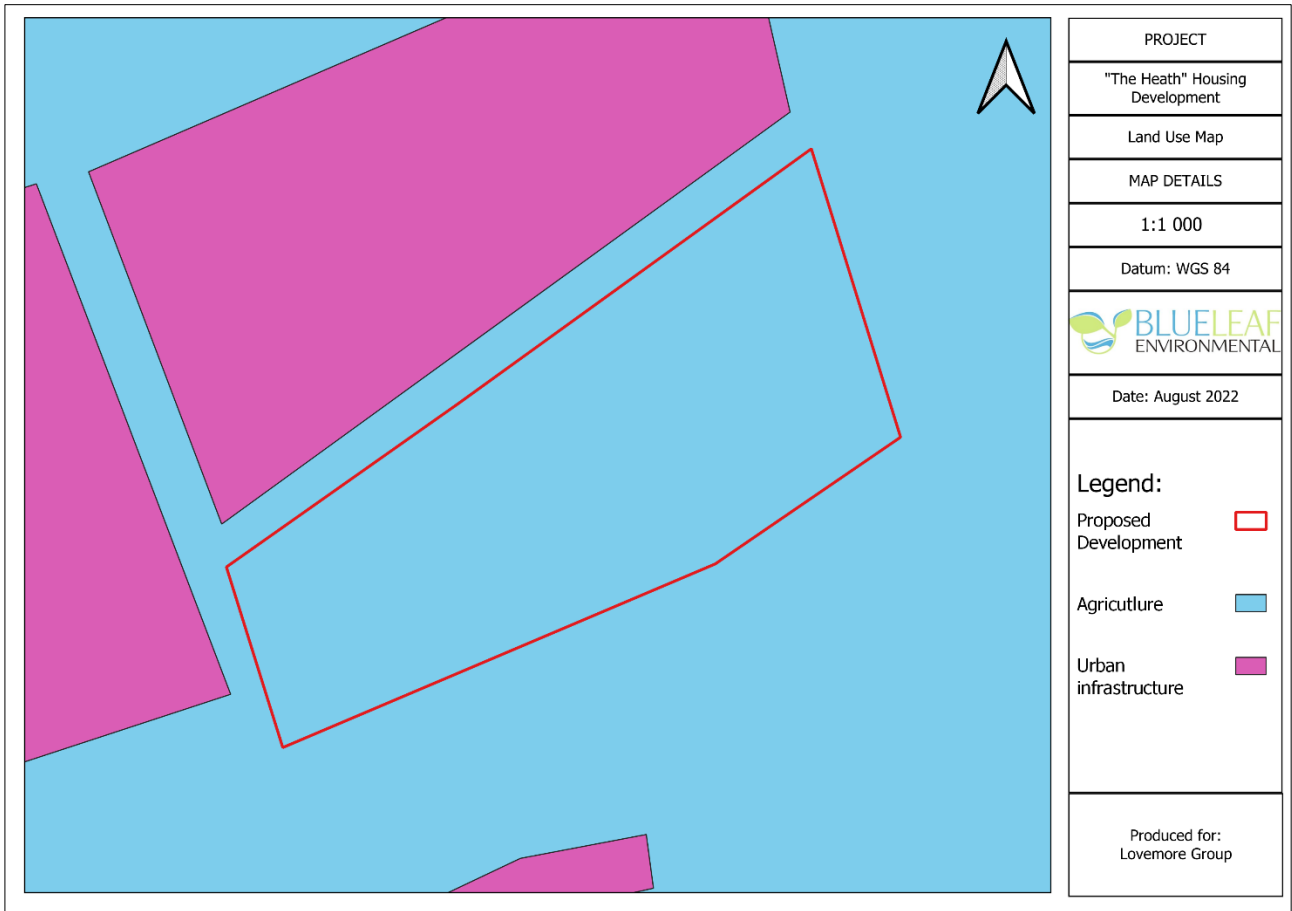 PROJECT
"The Heath" Housing
Development
Land Use Map
MAP DETAILS
1:1 000
Datum: WGS 84
BLUELEAF
ENVIRONMENTAL
Date: August 2022
Legend:
Proposed
Development
Agricutlure
Urban
infrastructure
Produced for:
Lovemore Group